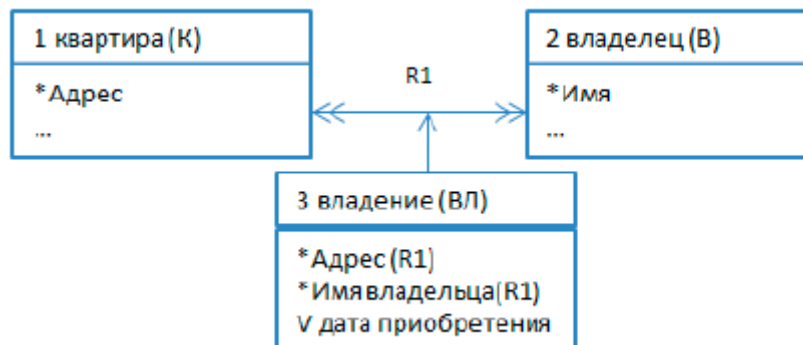 1 квартира (К)
*Адрес
...
R1
2 владелец (В)
*Имя
...
3 владение (ВЛ)
*Адрес (R1)
*Имя владельца(R1)
V дата приобретения